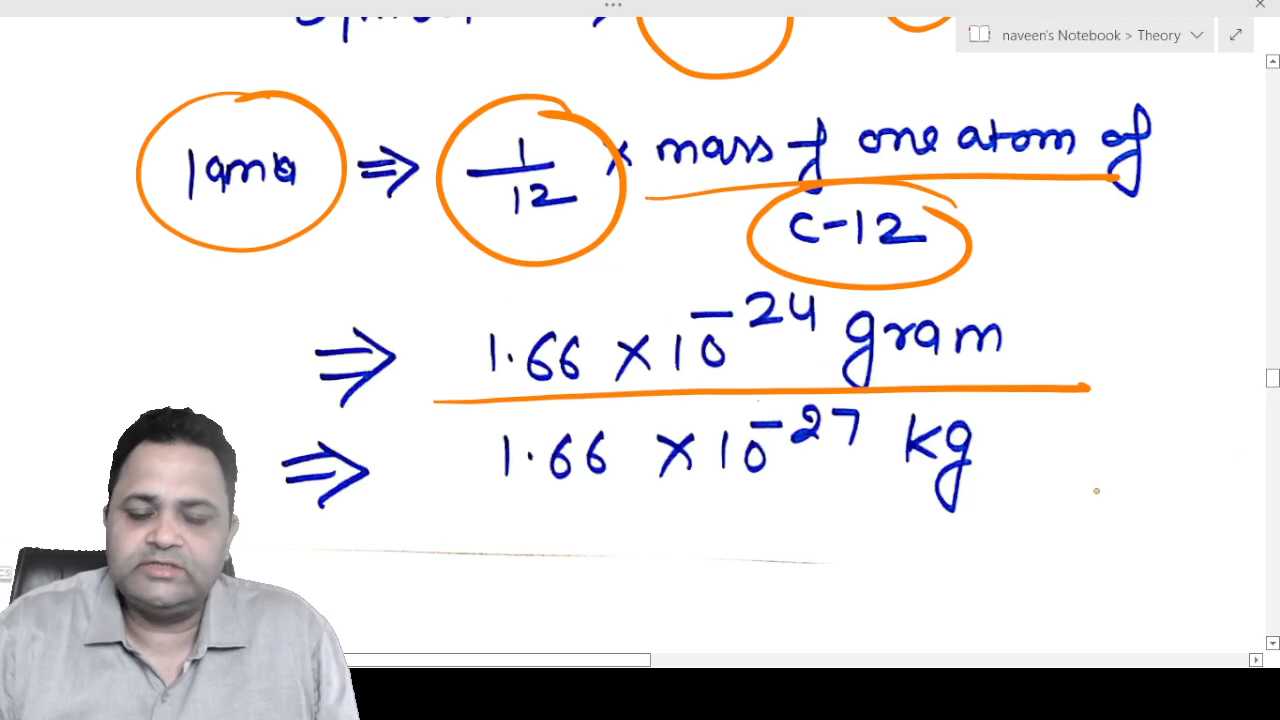 naveen's Notebook > Theory
1amu ⇒ 1/12 × mass of one atom of
C-12
⇒ 1.66 × 10⁻²⁴ gram
⇒ 1.66 × 10⁻²⁷ kg